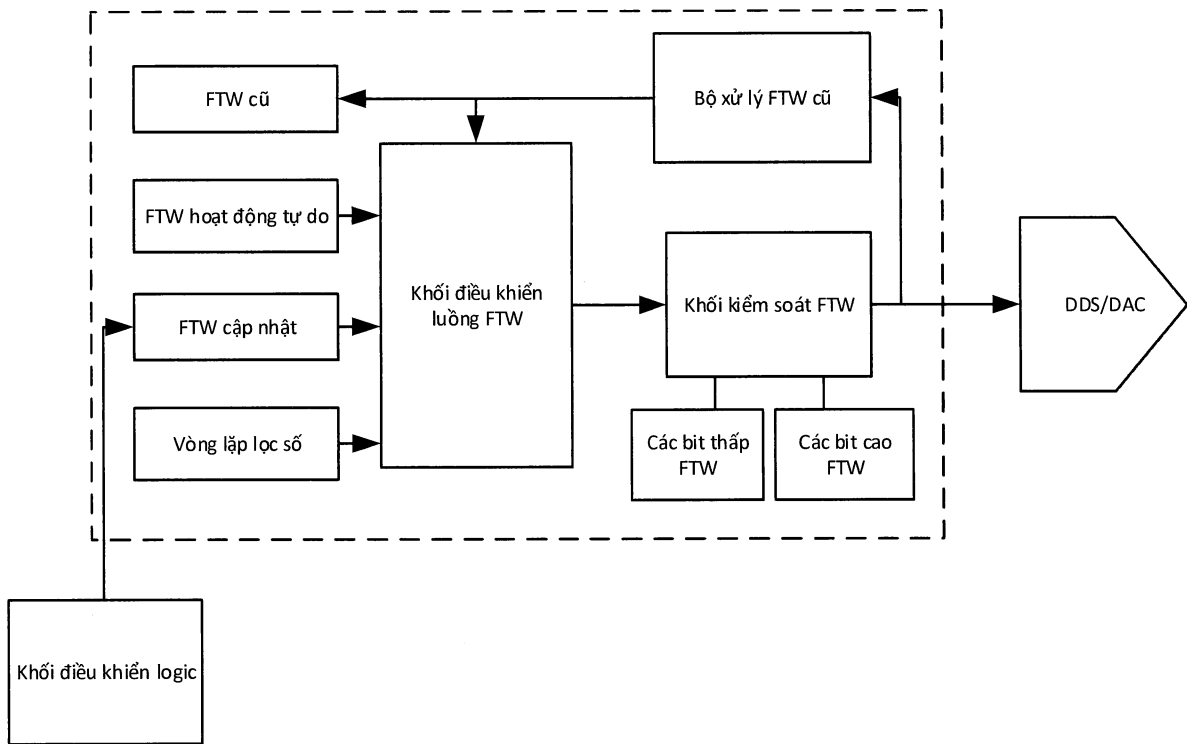 FTW cũ
Bộ xử lý FTW cũ
FTW hoạt động tự do
Khối điều khiển
luồng FTW
Khối kiểm soát FTW
DDS/DAC
FTW cập nhật
Vòng lặp lọc số
Các bit thấp
FTW
Các bit cao
FTW
Khối điều khiển logic